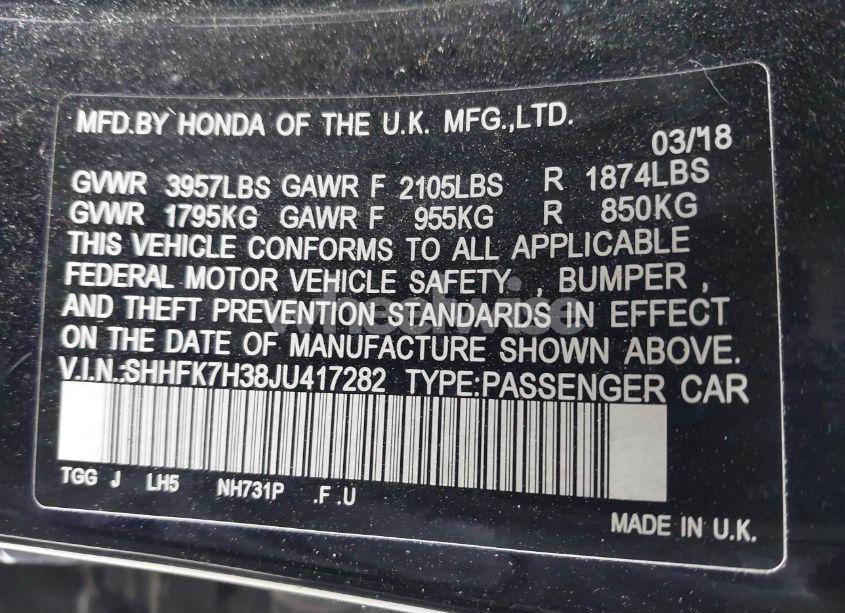 MFD.BY HONDA OF THE U.K. MFG.,LTD.
03/'18
GVWR 3957LBS GAWR F 2105LBS R 1874LBS
GVWR 1795KG GAWR F 955KG R 850KG
THIS VEHICLE CONFORMS TO ALL APPLICABLE
FEDERAL MOTOR VEHICLE SAFETY, , BUMPER ,
AND THEFT PREVENTION STANDARDS IN EFFECT
ON THE DATE OF MANUFACTURE SHOWN ABOVE.
V.I.N.:SHHFK7H38JU417282 TYPE:PASSENGER CAR
TGG J LH5 NH731P .F .U
MADE IN U.K.